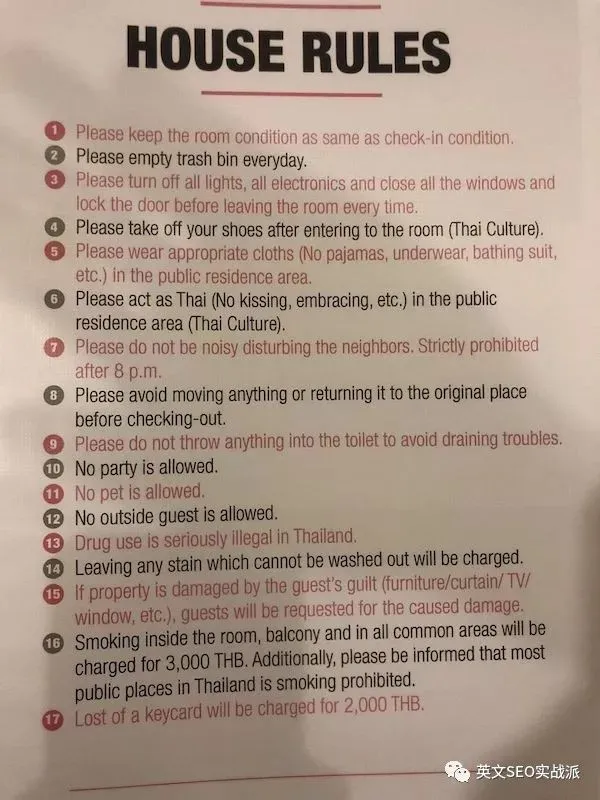 HOUSE RULES
1 Please keep the room condition as same as check-in condition.
2 Please empty trash bin everyday.
3 Please turn off all lights, all electronics and close all the windows and
lock the door before leaving the room every time.
4 Please take off your shoes after entering to the room (Thai Culture).
5 Please wear appropriate cloths (No pajamas, underwear, bathing suit,
etc.) in the public residence area.
6 Please act as Thai (No kissing, embracing, etc.) in the public
residence area (Thai Culture).
7 Please do not be noisy disturbing the neighbors. Strictly prohibited
after 8 p.m.
8 Please avoid moving anything or returning it to the original place
before checking-out.
9 Please do not throw anything into the toilet to avoid draining troubles.
10 No party is allowed.
11 No pet is allowed.
12 No outside guest is allowed.
13 Drug use is seriously illegal in Thailand.
14 Leaving any stain which cannot be washed out will be charged.
15 If property is damaged by the guest's guilt (furniture/curtain/ TV/
window, etc.), guests will be requested for the caused damage.
16 Smoking inside the room, balcony and in all common areas will be
charged for 3,000 THB. Additionally, please be informed that most
public places in Thailand is smoking prohibited.
17 Lost of a keycard will be charged for 2,000 THB.
英文SEO实战派